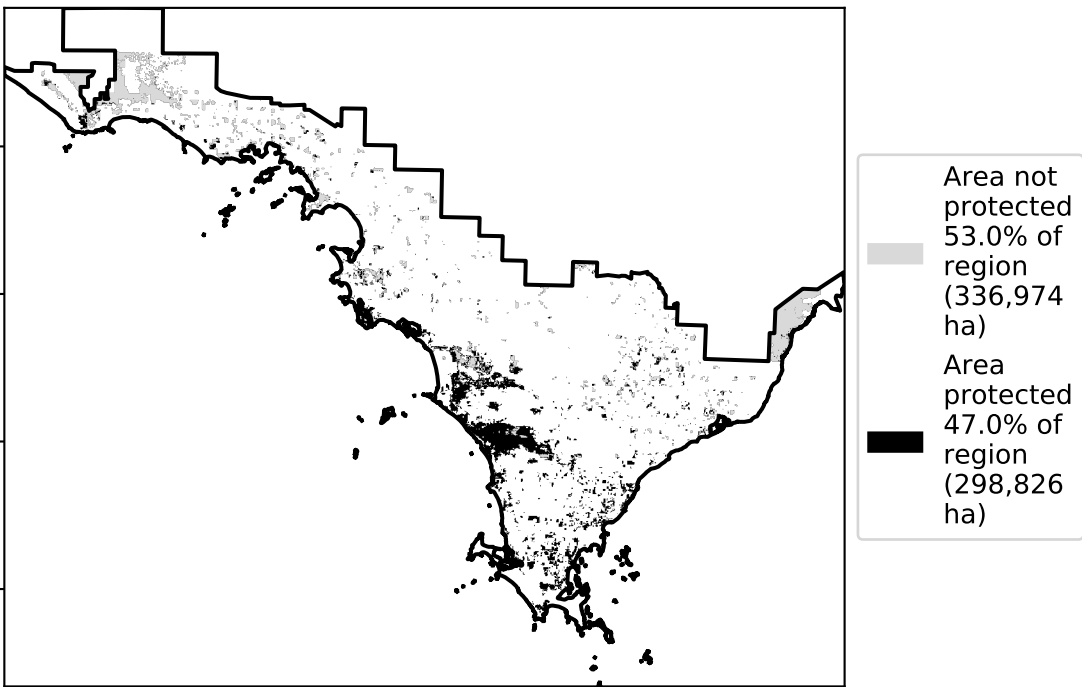 Area not
protected
53.0% of
region
(336,974
ha)
Area
protected
47.0% of
region
(298,826
ha)